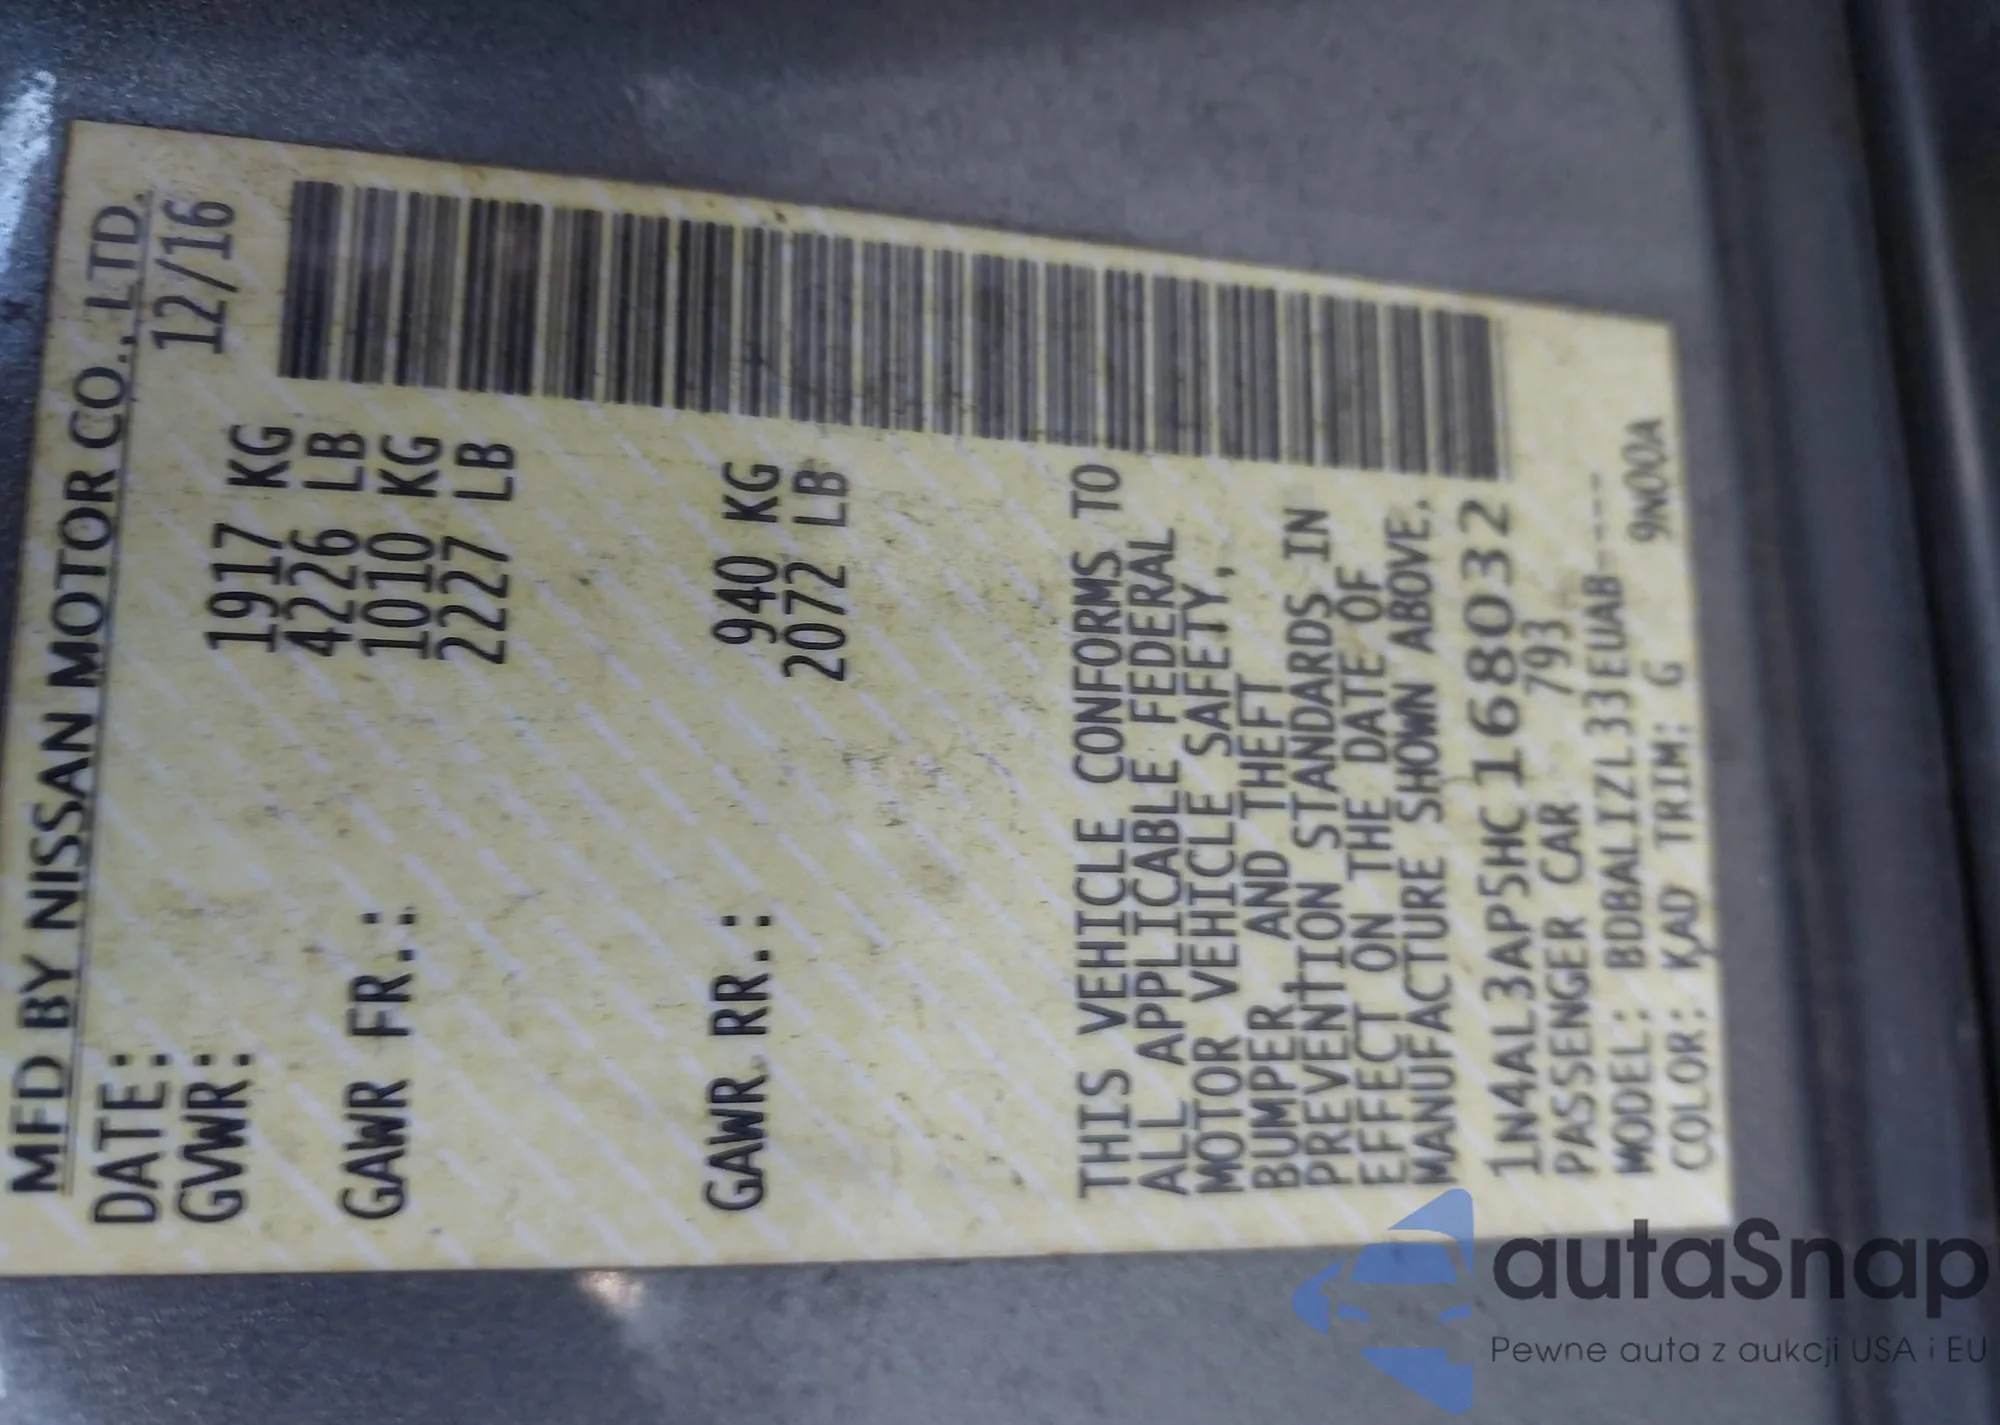 MFD BY NISSAN MOTOR CO., LTD.
DATE: 12/16
GVWR: 1917 KG
4226 LB
GAWR FR.: 1010 KG
2227 LB
GAWR RR.: 940 KG
2072 LB
THIS VEHICLE CONFORMS TO
ALL APPLICABLE FEDERAL
MOTOR VEHICLE SAFETY,
BUMPER AND THEFT
PREVENTION STANDARDS IN
EFFECT ON THE DATE OF
MANUFACTURE SHOWN ABOVE.
1N4AL3AP5HC168032
PASSENGER CAR 793
MODEL: BDBALIZL33EUAB----
COLOR: KAD TRIM: G 9N00A
autaSnap
Pewne auta z aukcji USA i EU